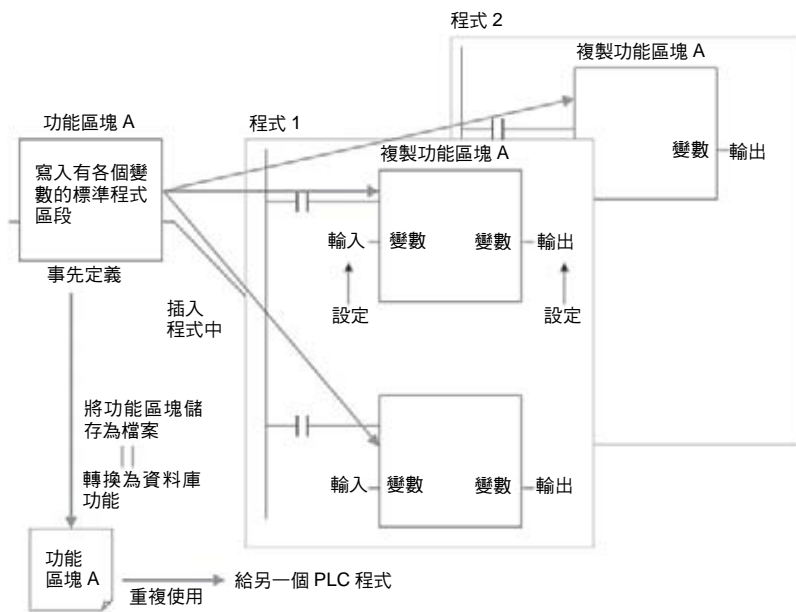 程式 2
複製功能區塊 A
變數
輸出
功能區塊 A
寫入有各個變
數的標準程式
區段
事先定義
程式 1
複製功能區塊 A
輸入
變數
變數
輸出
設定
設定
插入
程式中
輸入
變數
變數
輸出
將功能區塊儲
存為檔案
轉換為資料庫
功能
功能
區塊 A
重複使用
給另一個 PLC 程式